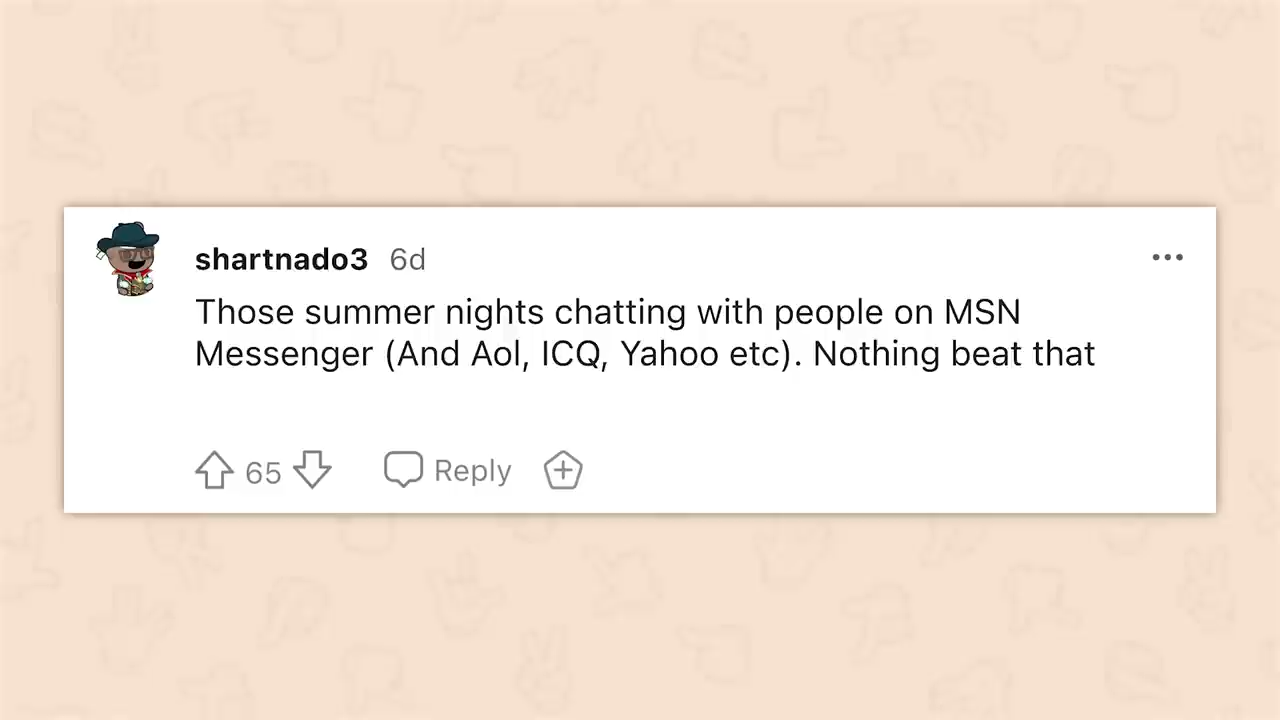 shartnado3 6d
Those summer nights chatting with people on MSN
Messenger (And Aol, ICQ, Yahoo etc). Nothing beat that
65 Reply